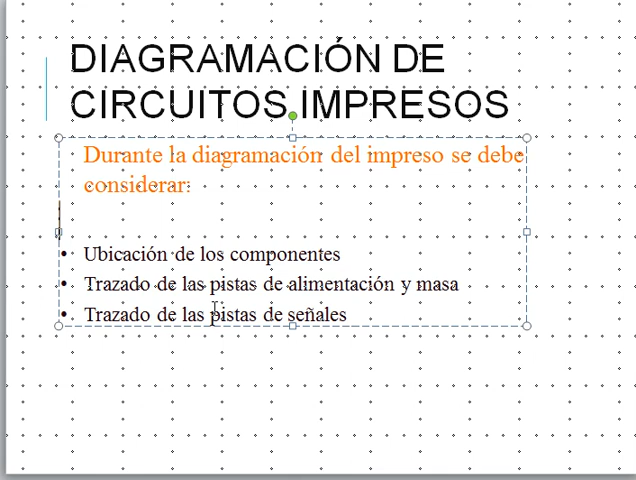 DIAGRAMACIÓN DE
CIRCUITOS IMPRESOS
Durante la diagramación del impreso se debe
considerar:
• Ubicación de los componentes
• Trazado de las pistas de alimentación y masa
• Trazado de las pistas de señales